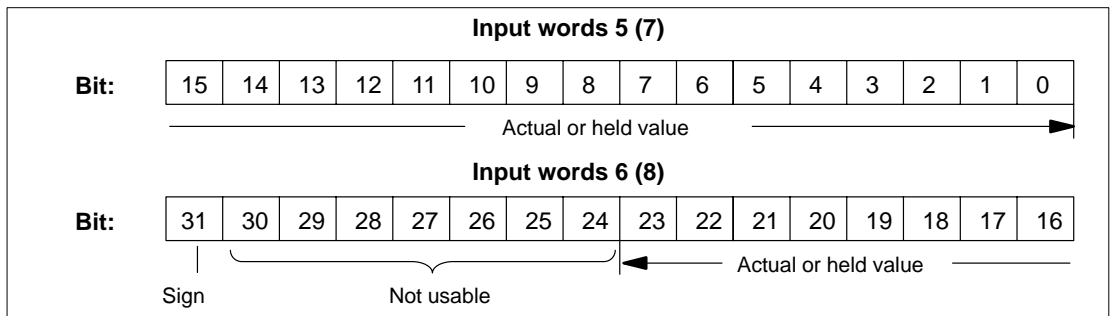 Input words 5 (7)
Bit: 15 14 13 12 11 10 9 8 7 6 5 4 3 2 1 0
Actual or held value
Input words 6 (8)
Bit: 31 30 29 28 27 26 25 24 23 22 21 20 19 18 17 16
Actual or held value
Sign Not usable